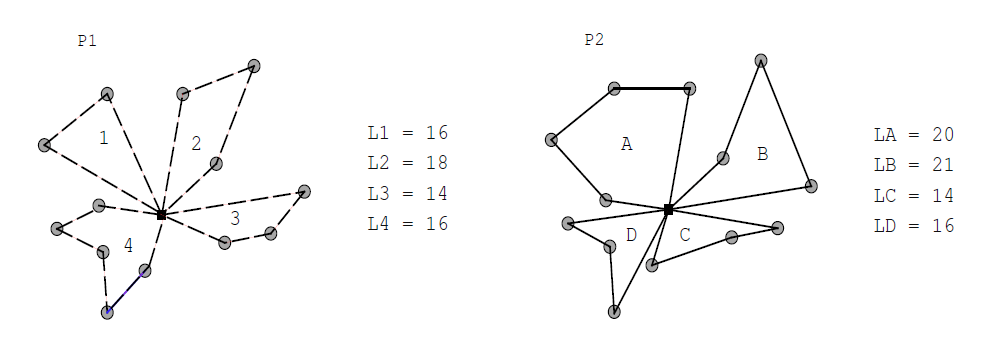 P1
1
2
3
4
L1 = 16
L2 = 18
L3 = 14
L4 = 16
P2
A
B
D C
LA = 20
LB = 21
LC = 14
LD = 16